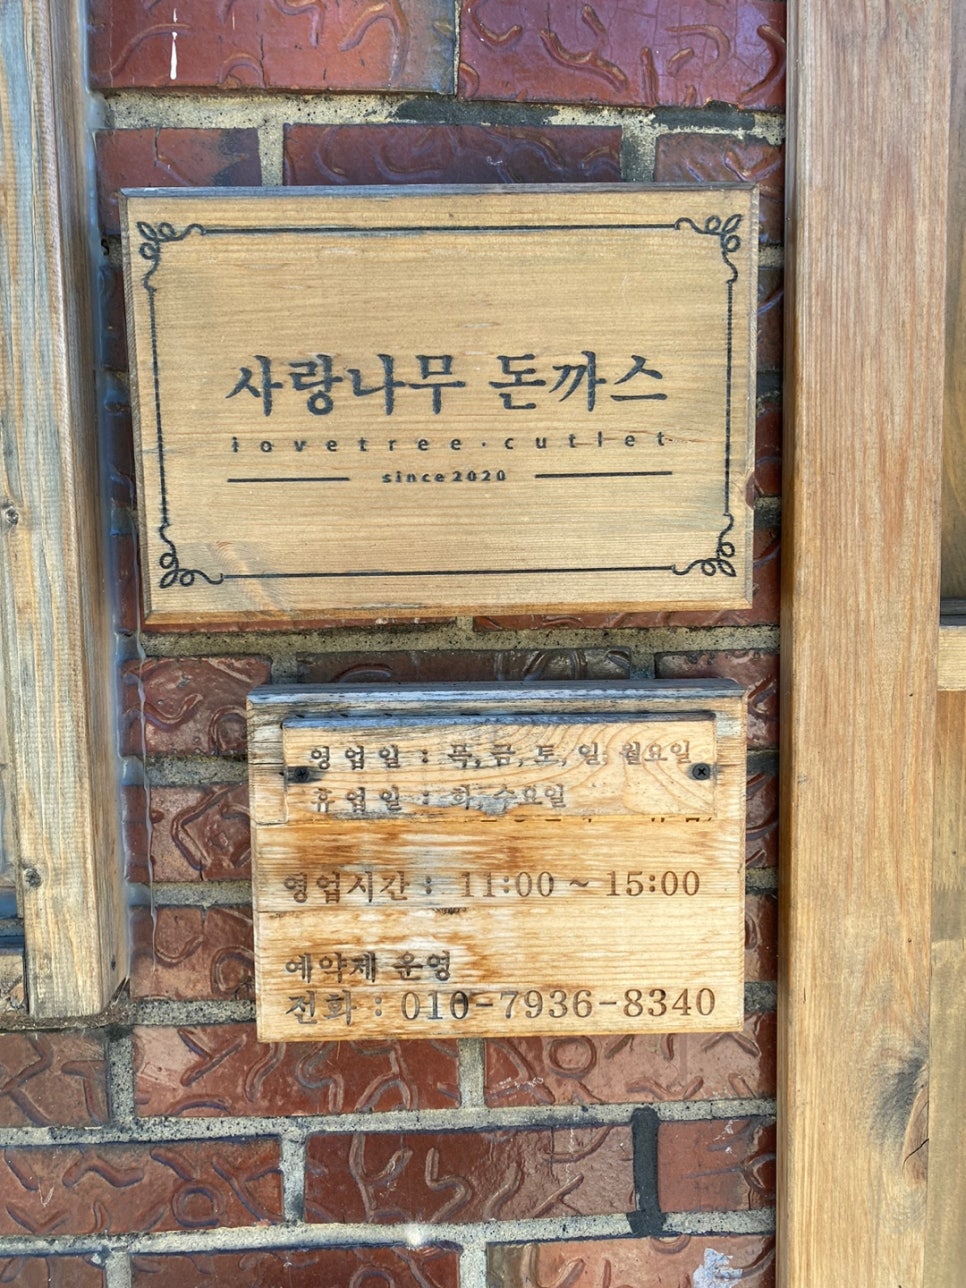 사랑나무 돈까스
lovetree·cutlet
since2020
영업일 : 목,금,토,일,월요일
휴업일 : 화,수요일
영업시간 : 11:00 ~ 15:00
예약제 운영
전화 : 010-7936-8340